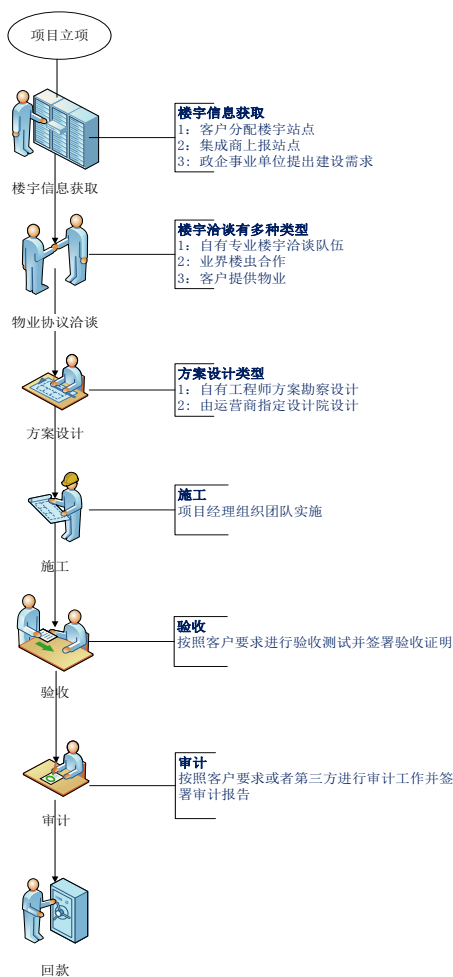 项目立项
楼宇信息获取
1：客户分配楼宇站点
2：集成商上报站点
3：政企事业单位提出建设需求
楼宇信息获取
楼宇洽谈有多种类型
1：自有专业楼宇洽谈队伍
2：业界楼虫合作
3：客户提供物业
物业协议洽谈
方案设计类型
1：自有工程师方案勘察设计
2：由运营商指定设计院设计
方案设计
施工
项目经理组织团队实施
施工
验收
按照客户要求进行验收测试并签署验收证明
验收
审计
按照客户要求或者第三方进行审计工作并签
署审计报告
审计
回款